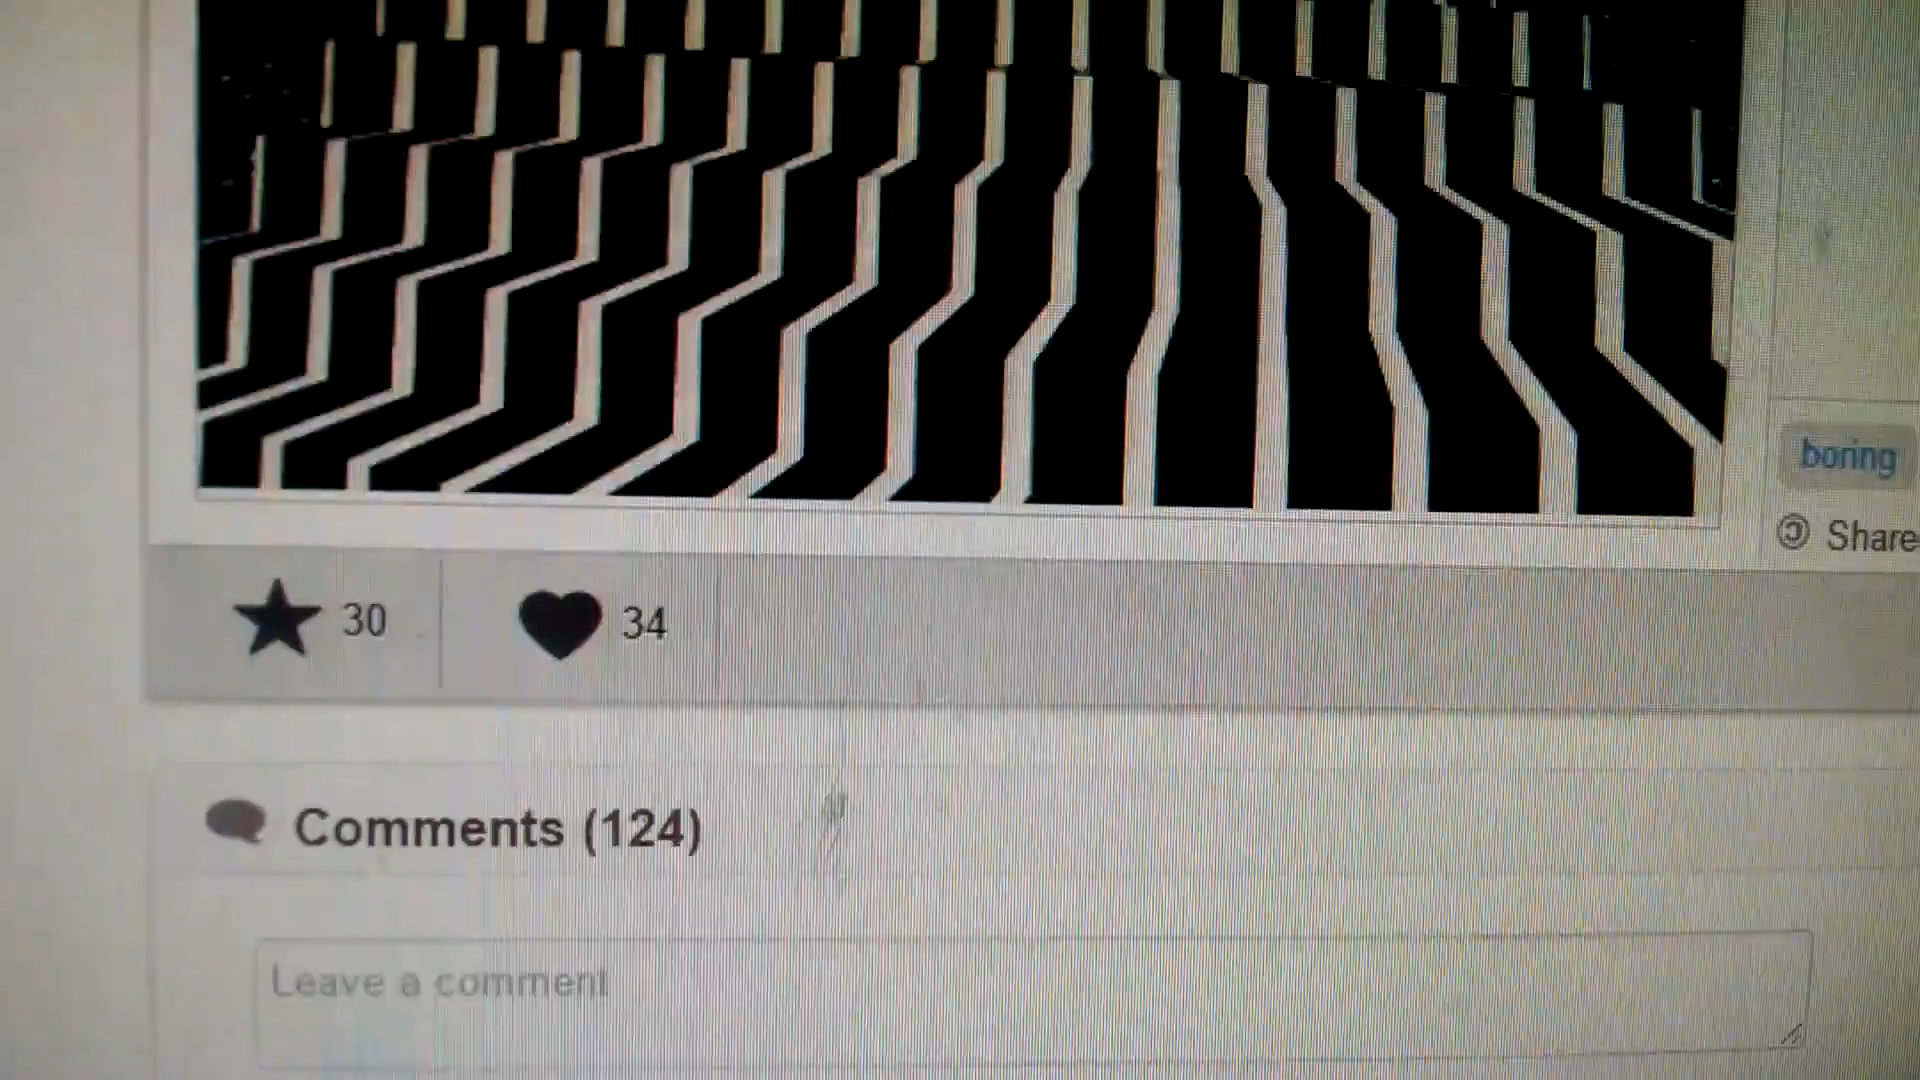 boring
Share
30
34
Comments (124)
Leave a comment